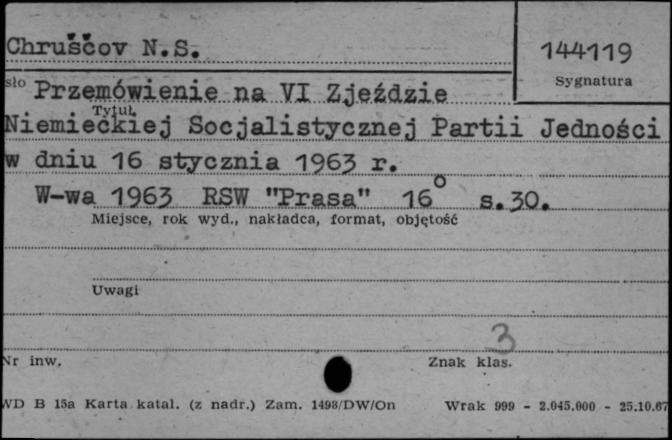 Chruščov N.S.
144119
Sygnatura
sło Przemówienie na VI Zjeździe
Tytuł
Niemieckiej Socjalistycznej Partii Jedności
w dniu 16 stycznia 1963 r.
W-wa 1963 RSW "Prasa" 16° s.30.
Miejsce, rok wyd., nakładca, format, objętość
Uwagi
3
Nr inw. Znak klas.
WD B 15a Karta katal. (z nadr.) Zam. 1498/DW/On Wrak 999 - 2.045.000 - 25.10.67